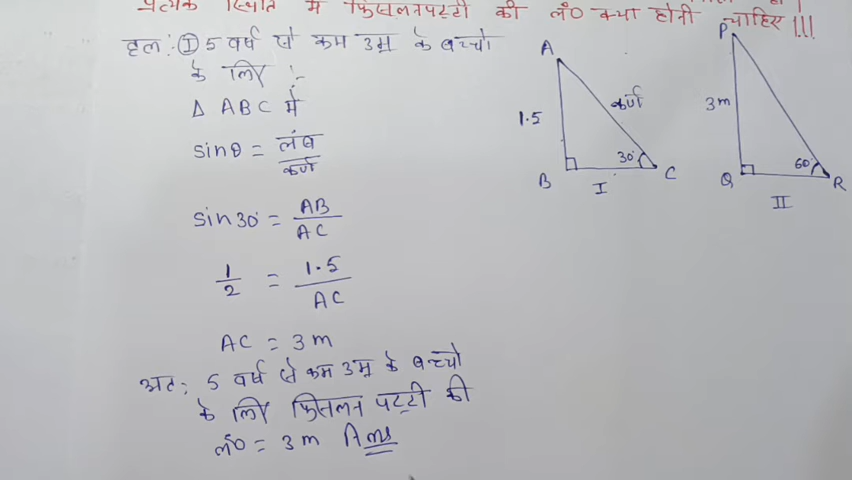 प्रत्येक स्थिति में फिसलनपट्टी की लं० क्या होनी चाहिए !!!
हल: Ⓘ 5 वर्ष से कम उम्र के बच्चो
के लिए :-
Δ ABC में
sinθ = लंब / कर्ण
sin30° = AB / AC
1/2 = 1.5 / AC
AC = 3 m
अत: 5 वर्ष से कम उम्र के बच्चो
के लिए फिसलन पट्टी की
लं० = 3 m Ans
A
1.5
कर्ण
30°
B
C
I
P
3 m
60°
Q
R
II